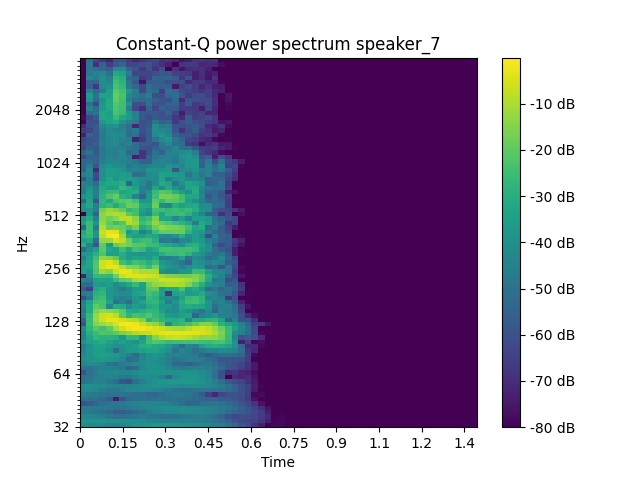 Constant-Q power spectrum speaker_7
Hz
2048
1024
512
256
128
64
32
0 0.15 0.3 0.45 0.6 0.75 0.9 1.1 1.2 1.4
Time
-10 dB
-20 dB
-30 dB
-40 dB
-50 dB
-60 dB
-70 dB
-80 dB